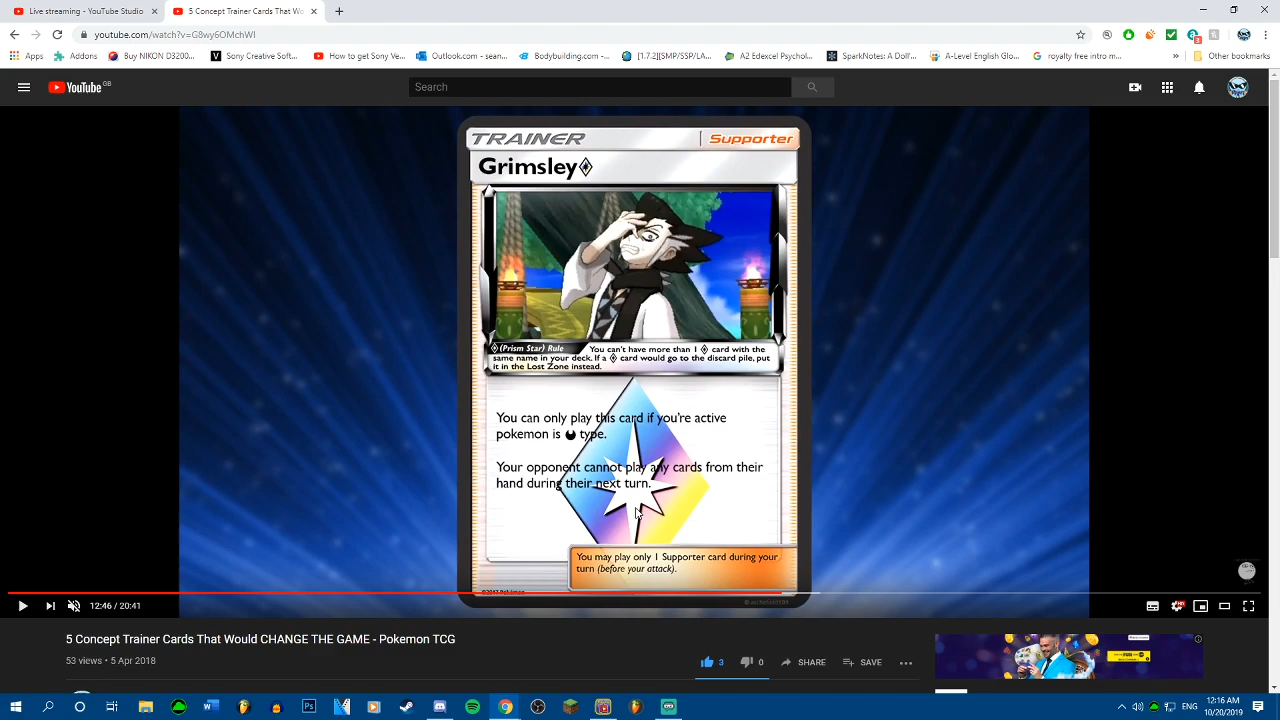 Live streaming - YouTube Studio
5 Concept Trainer Cards That Wo
youtube.com/watch?v=G8wy6OMchWI
Apps
Addons
Buy NIKON D3200...
Sony Creative Soft...
How to get Sony Ve...
Outlook.com - sean...
Bodybuilding.com -...
[1.7.2][SMP/SSP/LA...
A2 Edexcel Psychol...
SparkNotes: A Doll'...
A-Level English Glo...
royalty free intro m...
»
Other bookmarks
YouTube GB
Search
TRAINER
Supporter
Grimsley
(Prism Star) Rule You can't have more than 1 card with the
same name in your deck. If a card would go to the discard pile, put
it in the Lost Zone instead.
You can only play this card if you're active
pokemon is type.
Your opponent cannot play any cards from their
hand during their next turn.
You may play only 1 Supporter card during your
turn (before your attack).
12:46 / 20:41
5 Concept Trainer Cards That Would CHANGE THE GAME - Pokemon TCG
53 views • 5 Apr 2018
3
0
SHARE
SAVE
ENG
12:16 AM
10/20/2019